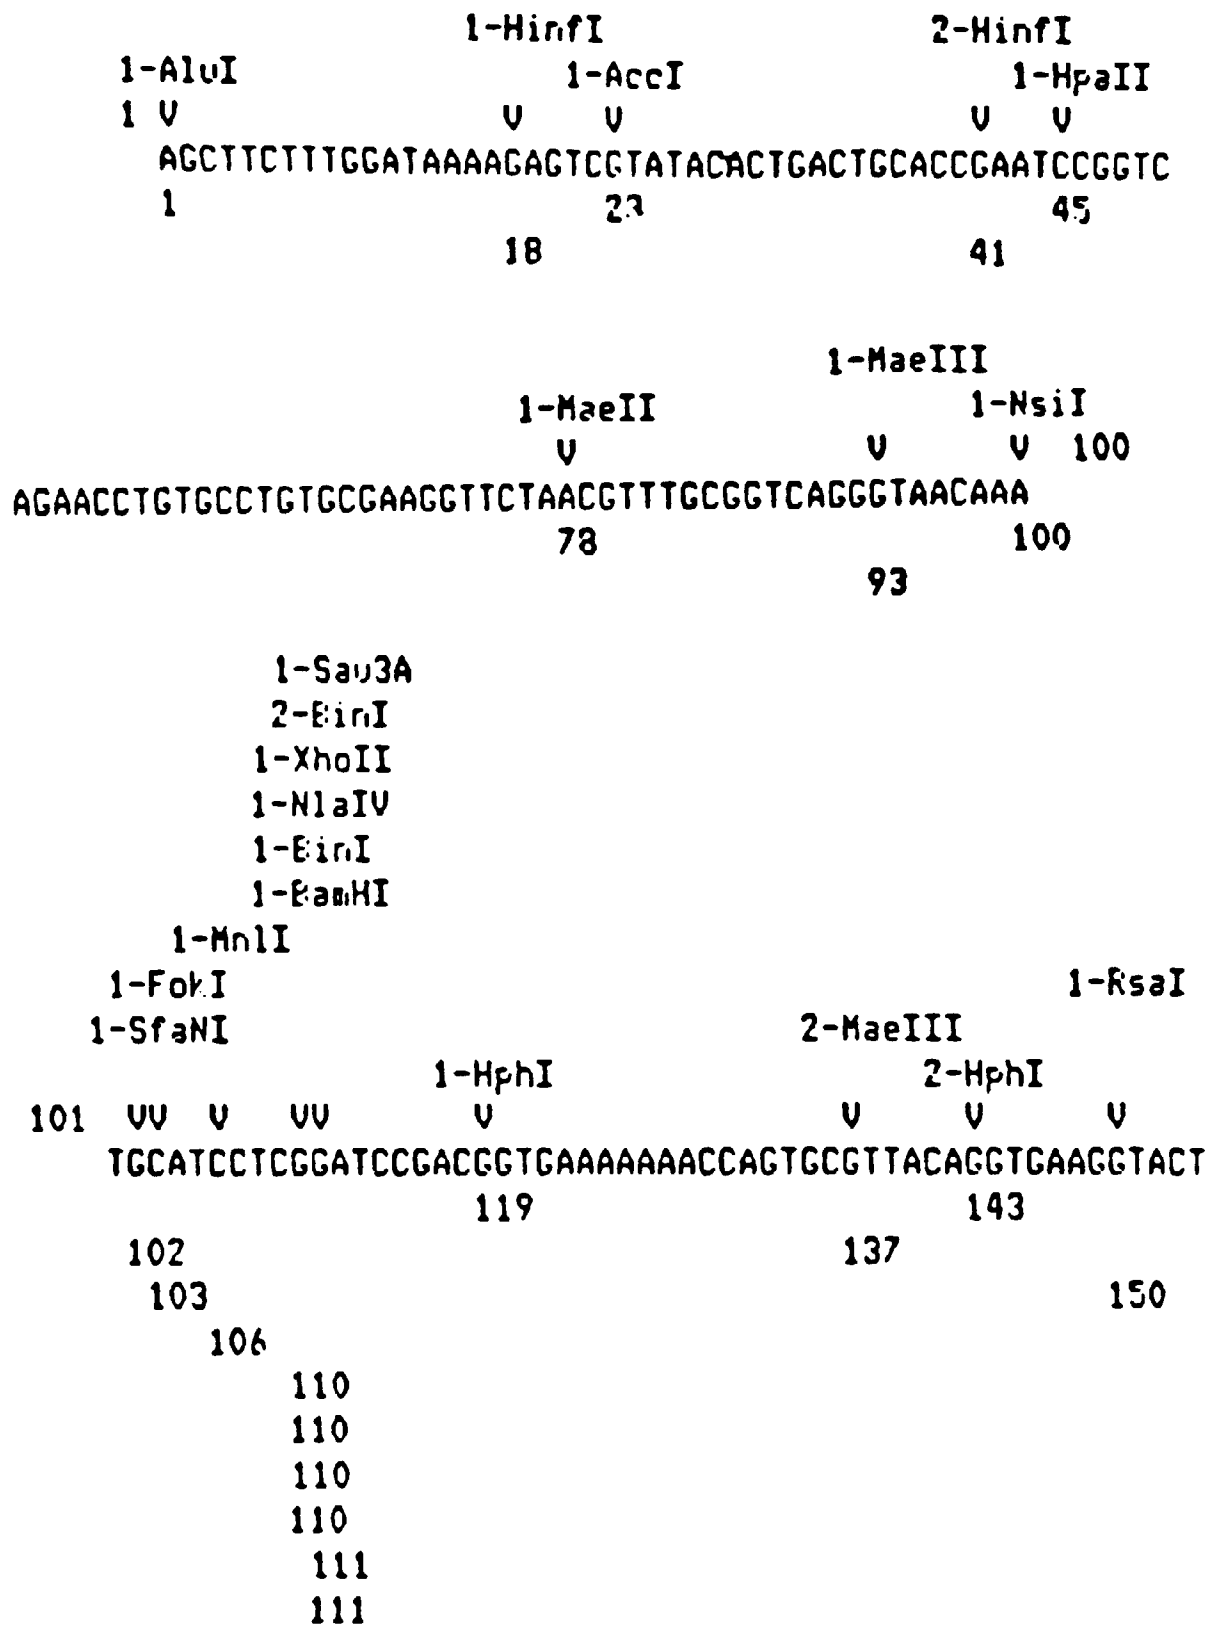 1-HinfI 2-HinfI
1-AluI 1-AccI 1-HpaII
1 V V V V V
AGCTTCTTTGGATAAAAGAGTCGTATACACTGACTGCACCGAATCCGGTC
1 23 45
18 41
1-MaeIII
1-MaeII 1-NsiI
V V V 100
AGAACCTGTGCCTGTGCGAAGGTTCTAACGTTTGCGGTCAGGGTAACAAA
78 100
93
1-Sau3A
2-BinI
1-XhoII
1-NlaIV
1-BinI
1-BamHI
1-MnlI
1-FokI 1-RsaI
1-SfaNI 2-MaeIII
1-HphI 2-HphI
101 VV V VV V V V V
TGCATCCTCGGATCCGACGGTGAAAAAAACCAGTGCGTTACAGGTGAAGGTACT
119 143
102 137
103 150
106
110
110
110
110
111
111